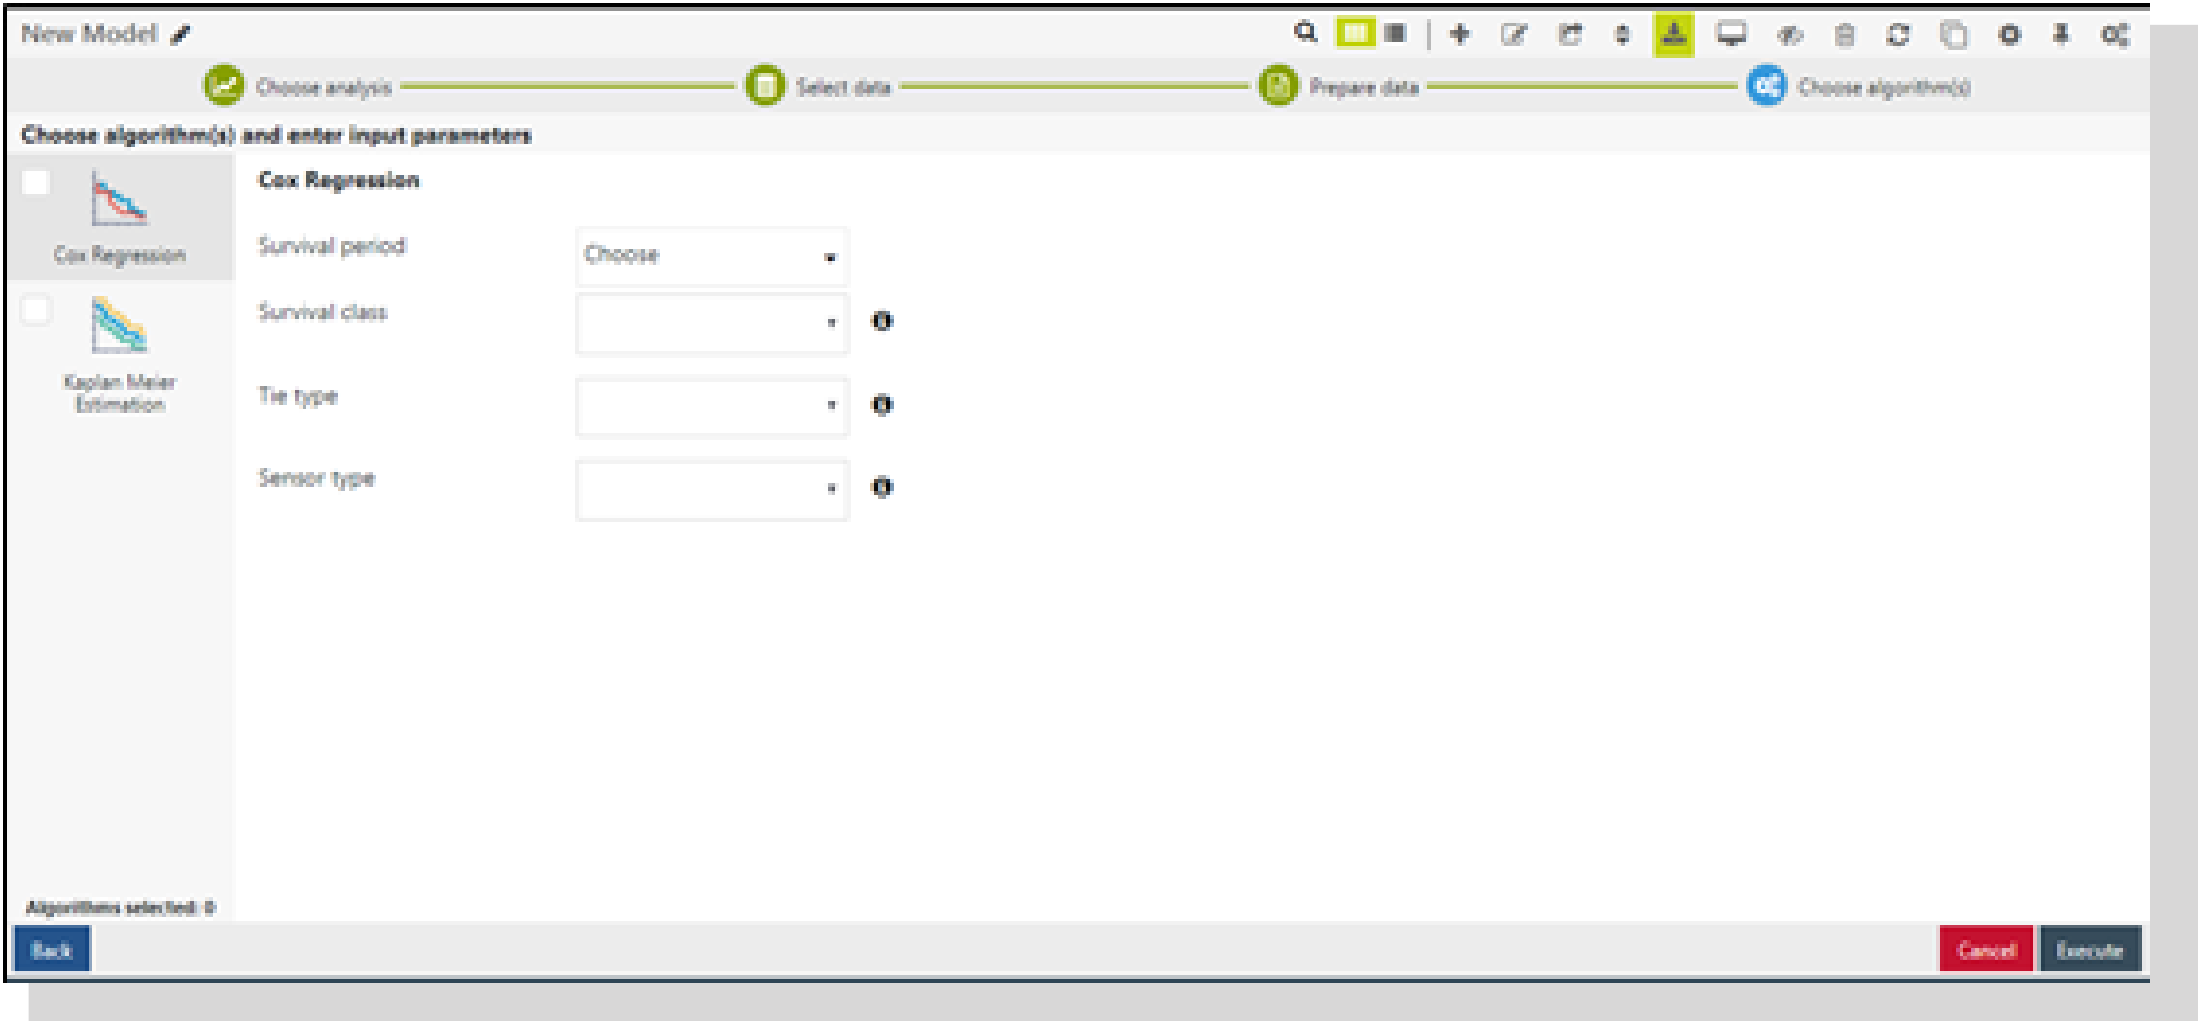 New Model
Choose analysis
Select data
Prepare data
Choose algorithm(s)
Choose algorithm(s) and enter input parameters
Cox Regression
Kaplan Meier
Estimation
Cox Regression
Survival period
Choose
Survival class
Tie type
Sensor type
Algorithms selected: 0
Back
Cancel
Execute